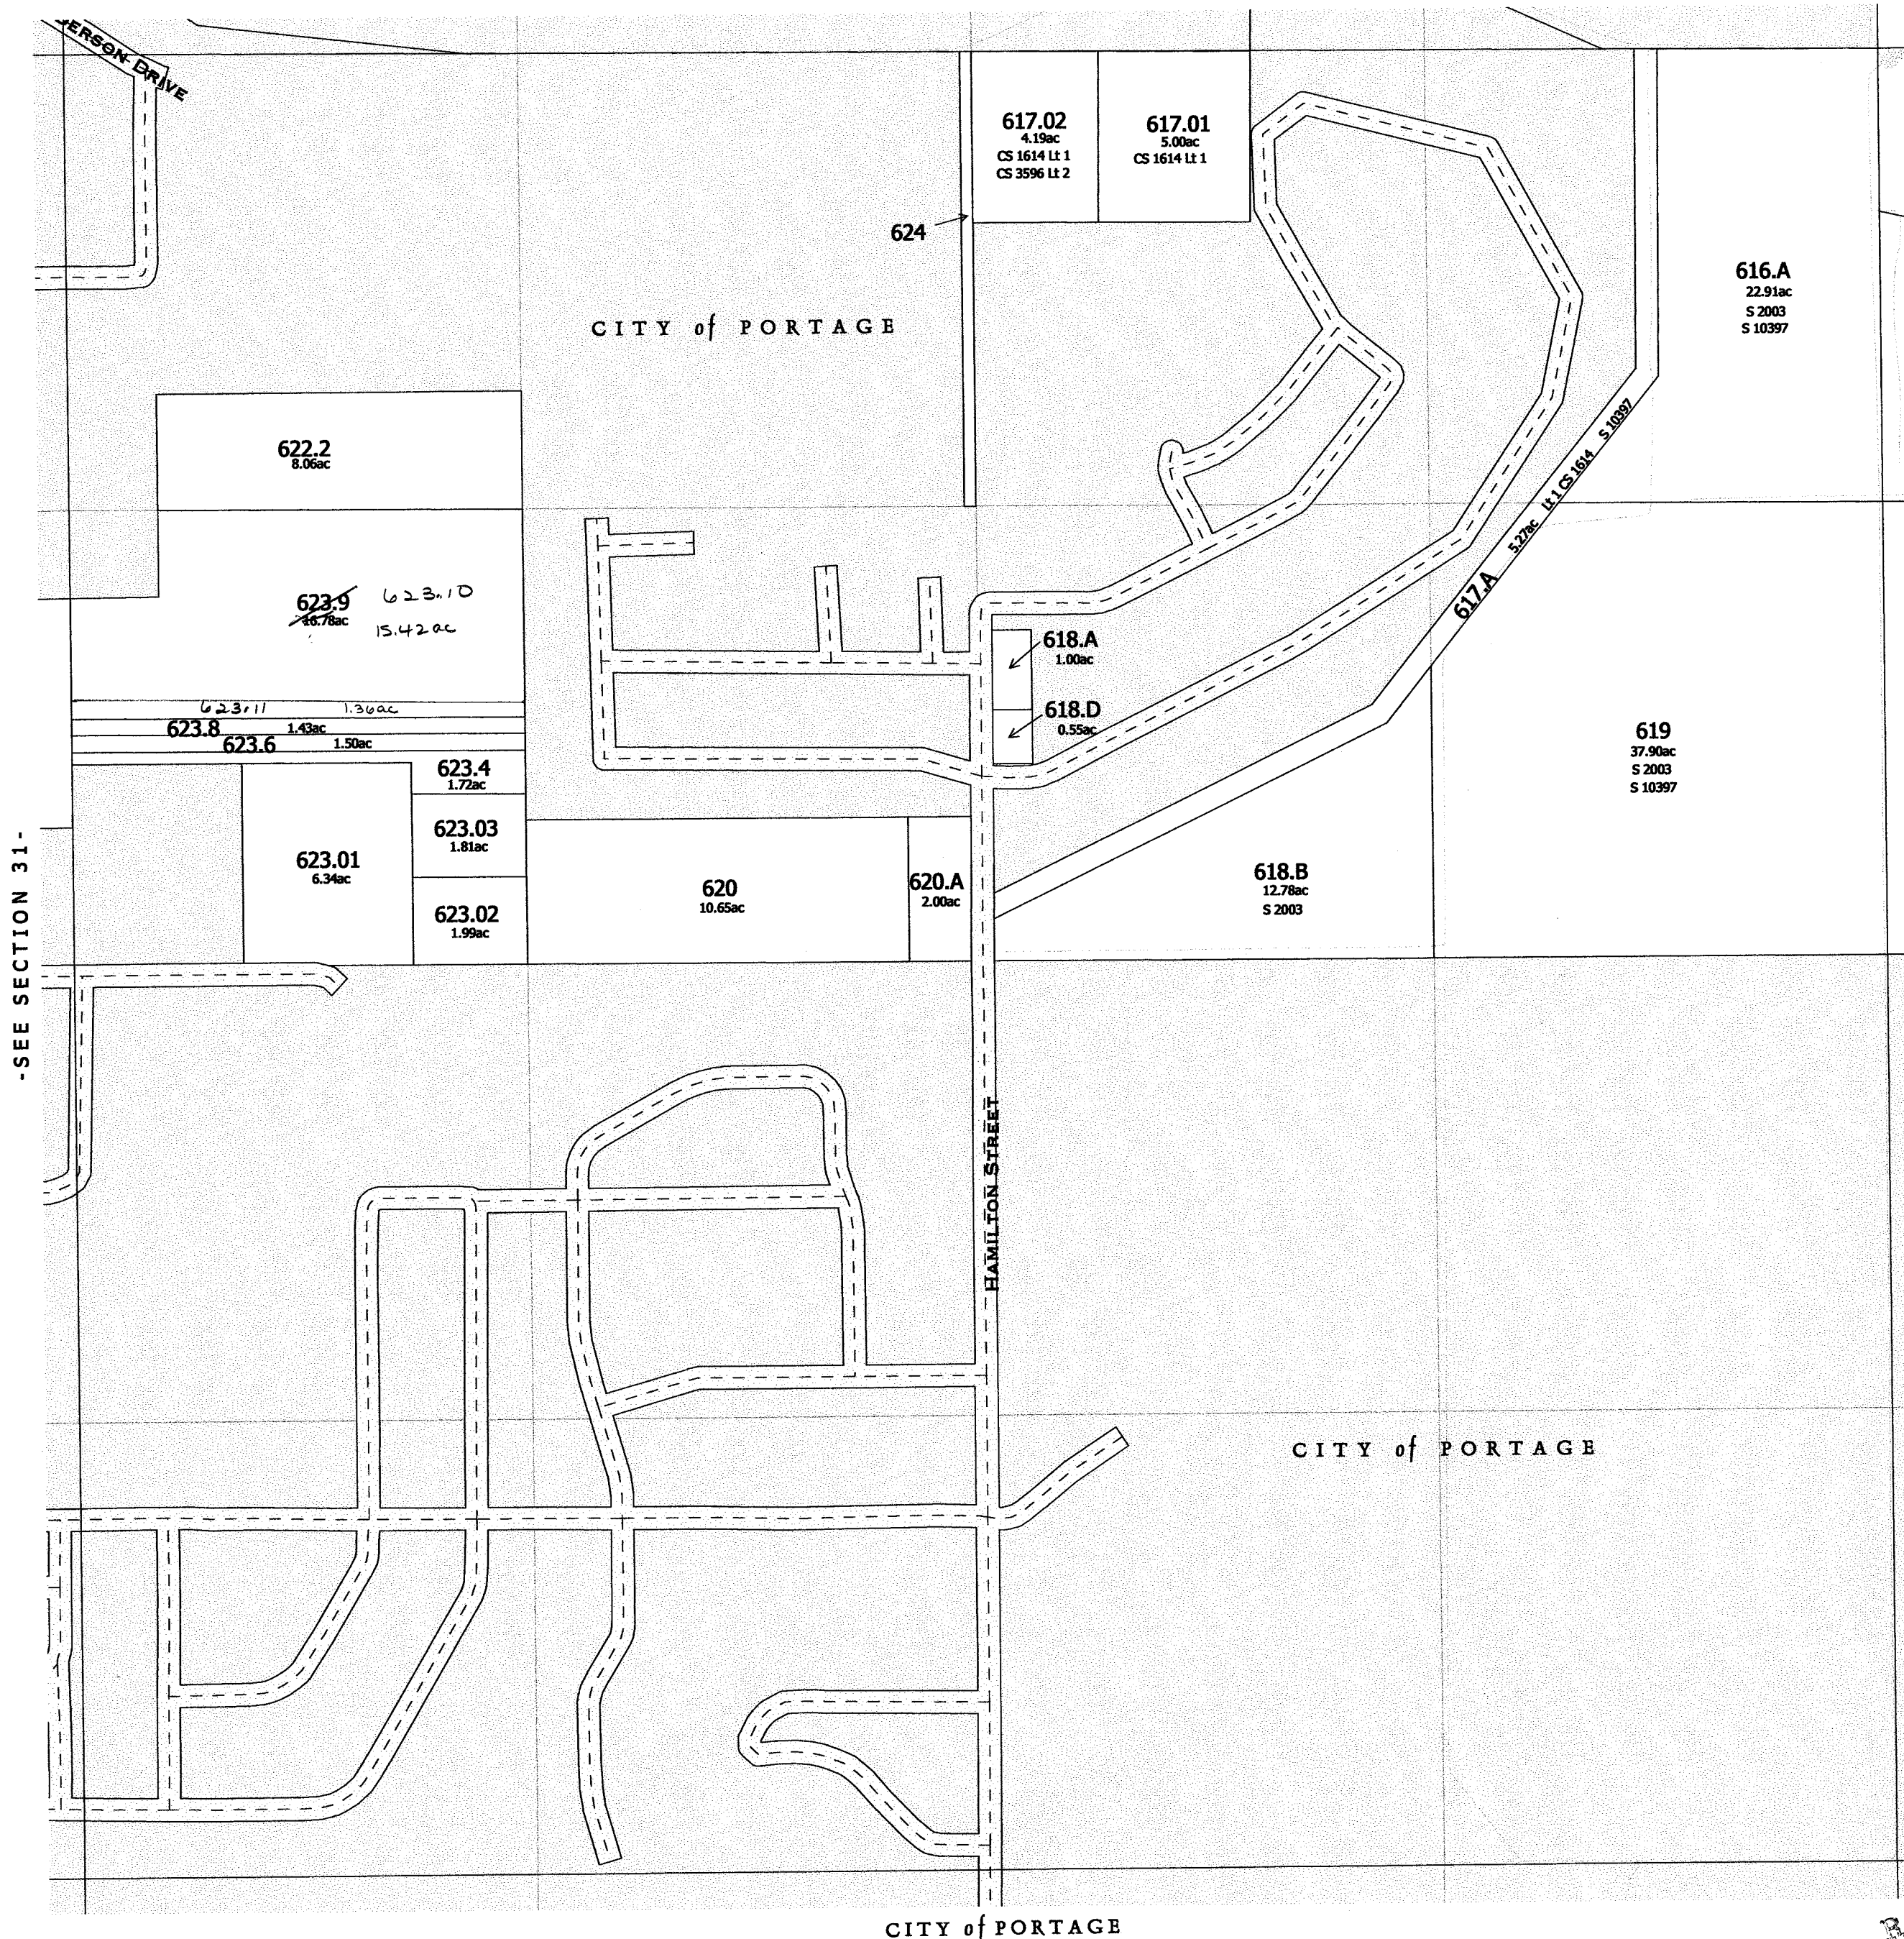 ERSON DRIVE
617.02
4.19ac
CS 1614 Lt 1
CS 3596 Lt 2
617.01
5.00ac
CS 1614 Lt 1
624
616.A
22.91ac
S 2003
S 10397
CITY of PORTAGE
622.2
8.06ac
617.A 5.27ac Lt 1 CS 1614 S 10397
623.9
16.78ac
623.10
15.42ac
618.A
1.00ac
618.D
0.55ac
623.11 1.36ac
623.8 1.43ac
623.6 1.50ac
623.4
1.72ac
619
37.90ac
S 2003
S 10397
623.03
1.81ac
623.01
6.34ac
620
10.65ac
620.A
2.00ac
618.B
12.78ac
S 2003
623.02
1.99ac
-SEE SECTION 31-
HAMILTON STREET
CITY of PORTAGE
CITY of PORTAGE